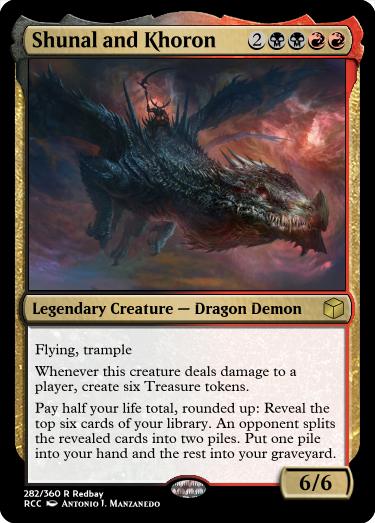 Shunal and Khoron 2
Legendary Creature — Dragon Demon
Flying, trample
Whenever this creature deals damage to a
player, create six Treasure tokens.
Pay half your life total, rounded up: Reveal the
top six cards of your library. An opponent splits
the revealed cards into two piles. Put one pile
into your hand and the rest into your graveyard.
6/6
282/360 R Redbay
RCC Antonio J. Manzanedo